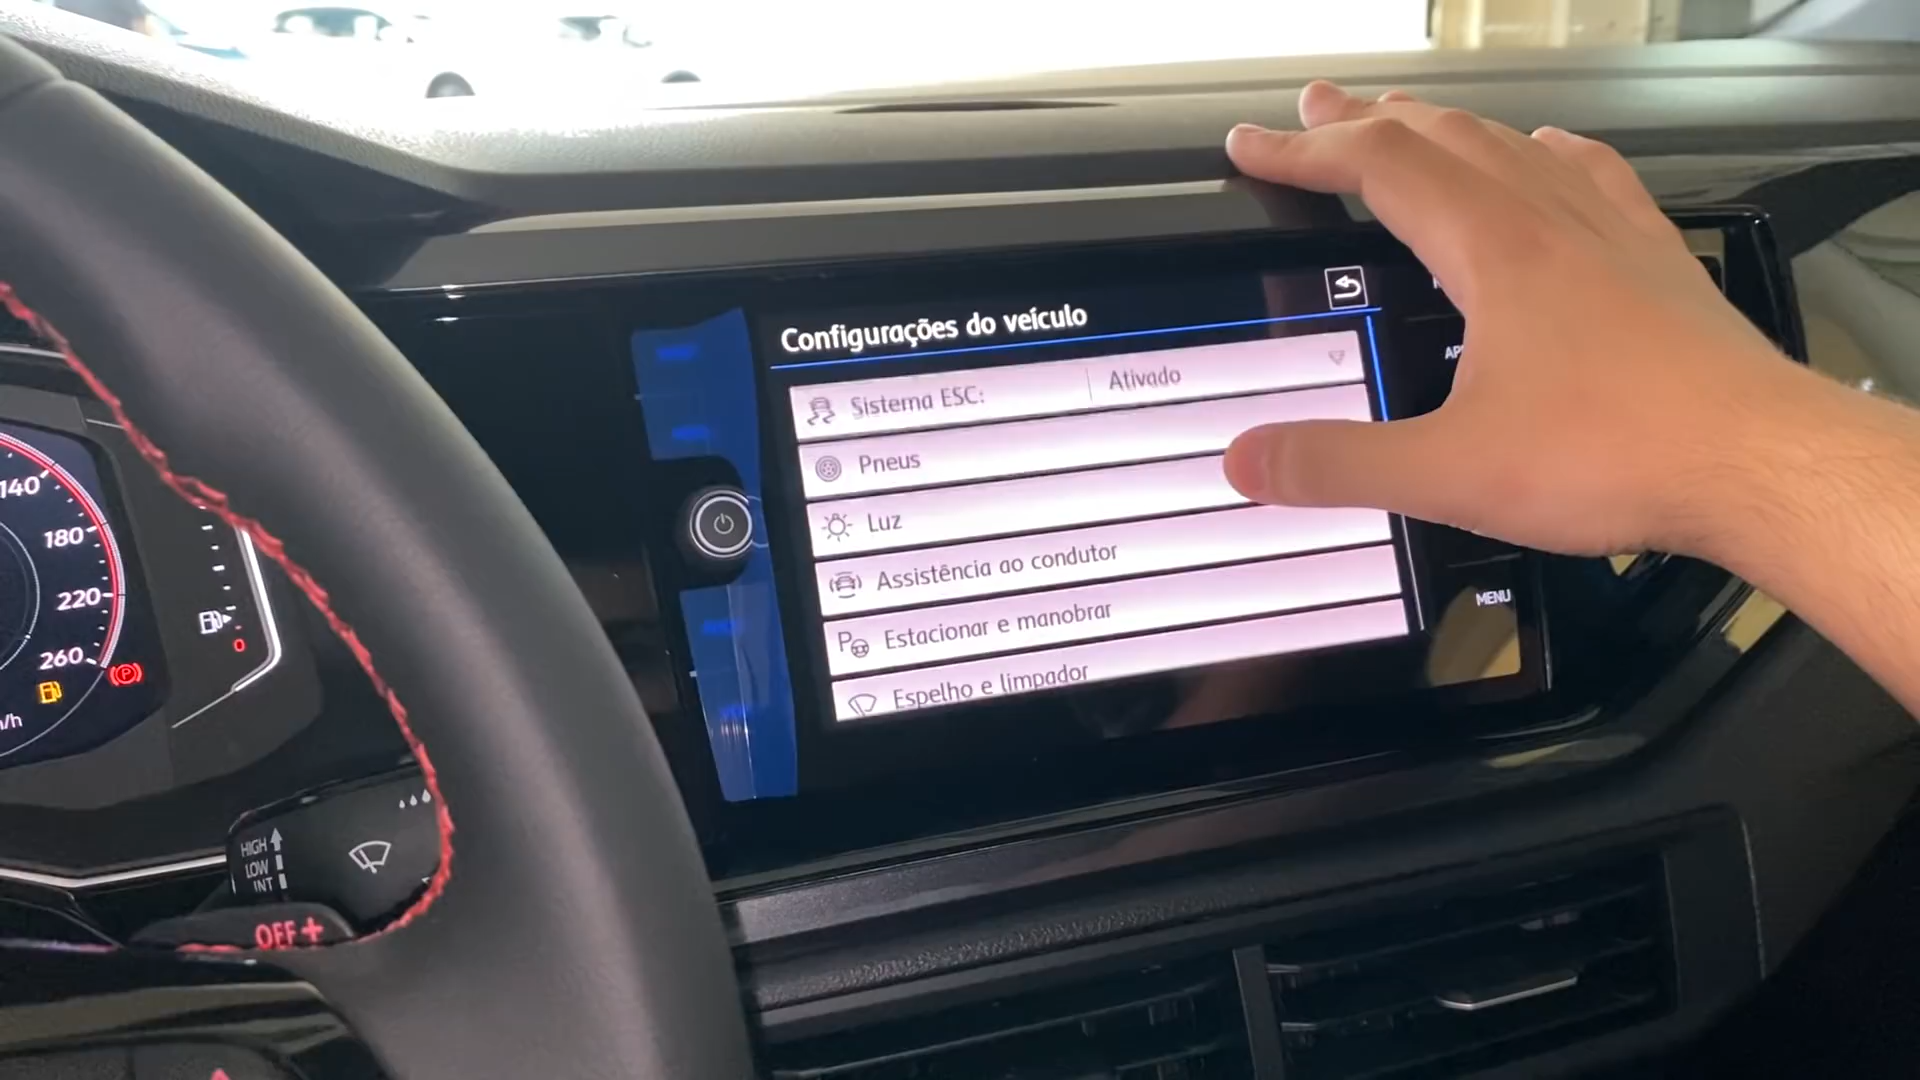 Configurações do veículo
Sistema ESC:
Ativado
Pneus
Luz
Assistência ao condutor
Estacionar e manobrar
Espelho e limpador
MENU
140
180
220
260
0
HIGH
LOW
INT
OFF +